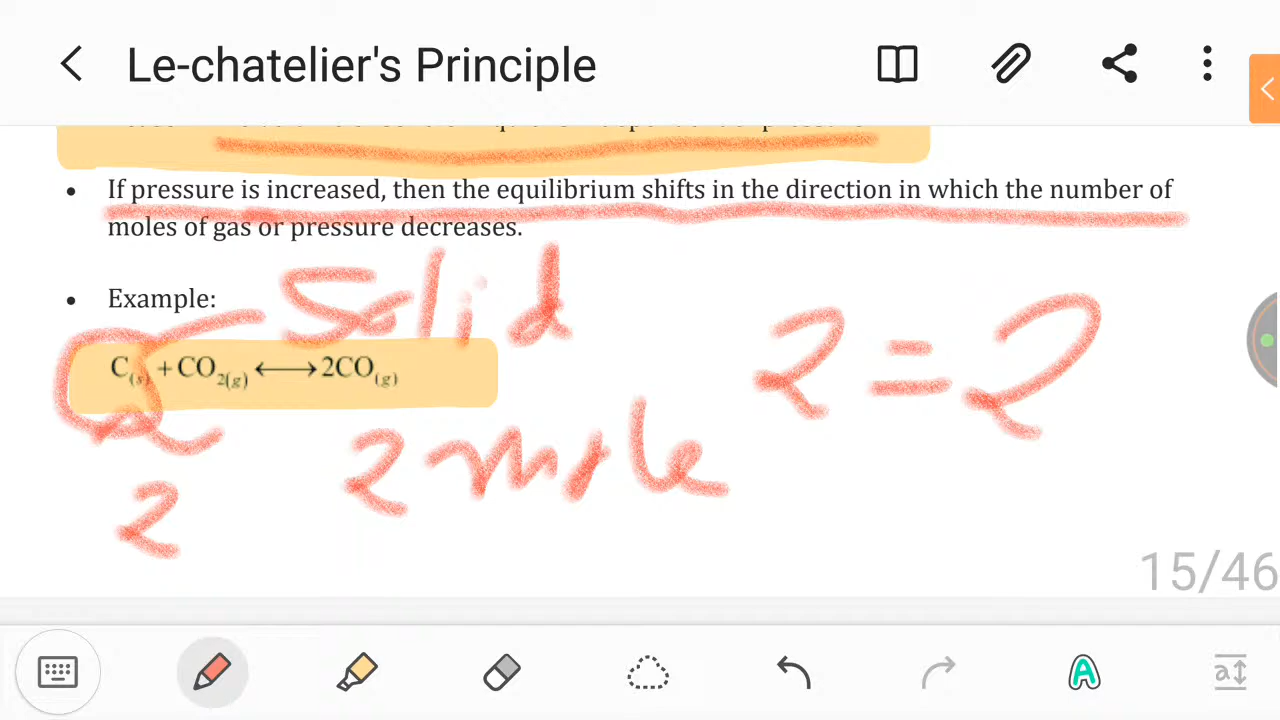 Le-chatelier's Principle
• If pressure is increased, then the equilibrium shifts in the direction in which the number of
moles of gas or pressure decreases.
Solid
• Example:
C(s) + CO2(g) ⟷ 2CO(g)
2 = 2
2 2 mole
15/46
A a